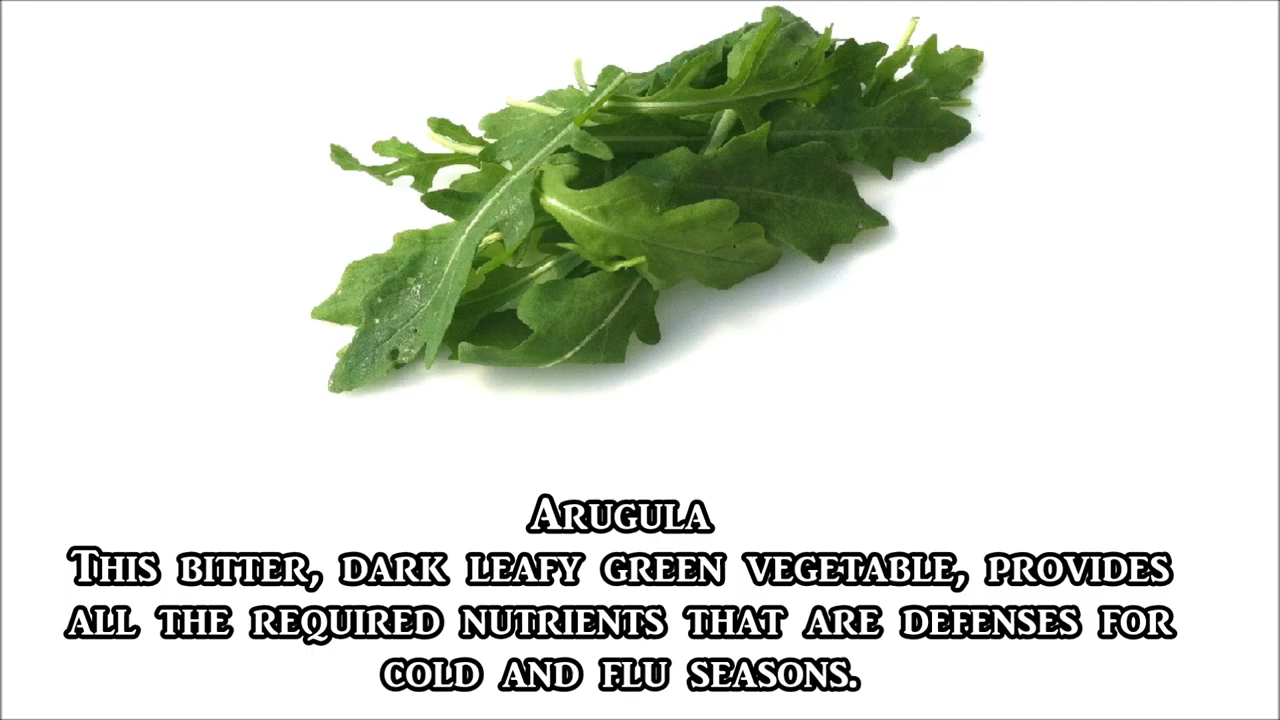 Arugula
This bitter, dark leafy green vegetable, provides
all the required nutrients that are defenses for
cold and flu seasons.